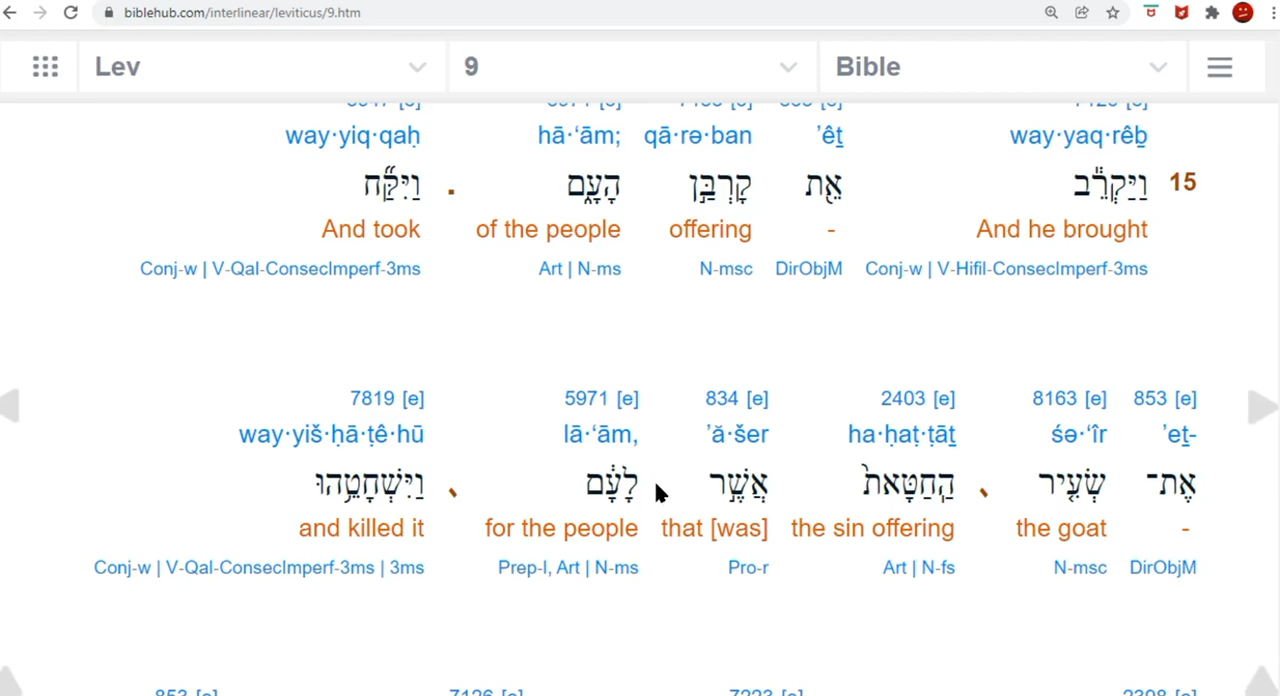 biblehub.com/interlinear/leviticus/9.htm
Lev 9 Bible
way·yiq·qaḥ hā·‘ām; qā·rə·ban ’êṯ way·yaq·rêḇ
15 וַיַּקְרֵ֕ב אֵ֖ת קָרְבַּ֣ן הָעָ֑ם . וַיִּקַּ֞ח
And took of the people offering - And he brought
Conj-w | V-Qal-ConsecImperf-3ms Art | N-ms N-msc DirObjM Conj-w | V-Hifil-ConsecImperf-3ms
7819 [e] 5971 [e] 834 [e] 2403 [e] 8163 [e] 853 [e]
way·yiš·ḥā·ṭê·hū lā·‘ām, ’ă·šer ha·ḥaṭ·ṭāṯ śə·‘îr ’eṯ-
אֶת־ שְׂעִ֤יר 、 הַֽחַטָּאת֙ אֲשֶׁ֣ר לָעָ֔ם 、 וַיִּשְׁחָטֵ֥הוּ
and killed it for the people that [was] the sin offering the goat -
Conj-w | V-Qal-ConsecImperf-3ms | 3ms Prep-l, Art | N-ms Pro-r Art | N-fs N-msc DirObjM